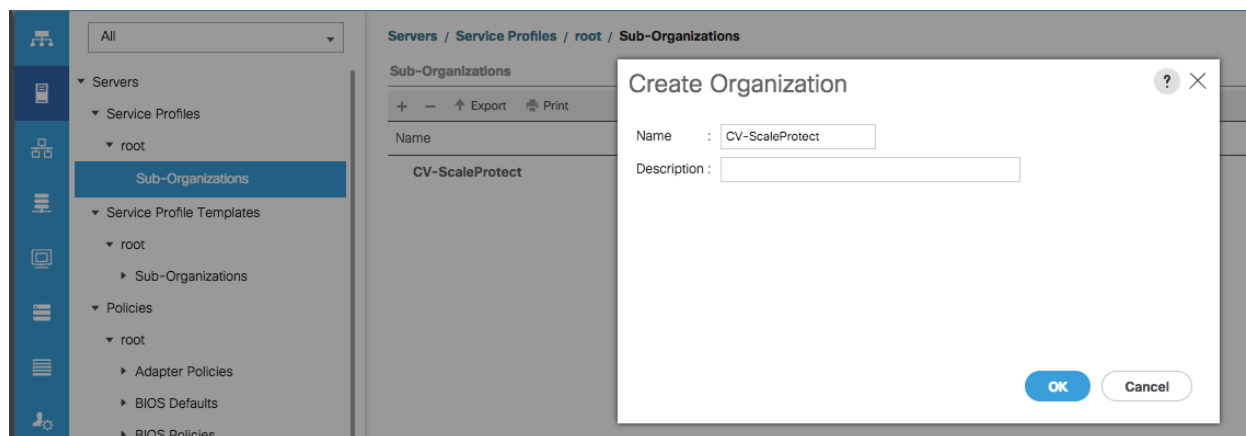 All
Servers
Service Profiles
root
Sub-Organizations
Service Profile Templates
root
Sub-Organizations
Policies
root
Adapter Policies
BIOS Defaults
BIOS Policies
Servers / Service Profiles / root / Sub-Organizations
Sub-Organizations
+ − Export Print
Name
CV-ScaleProtect
Create Organization ?
Name : CV-ScaleProtect
Description :
OK Cancel